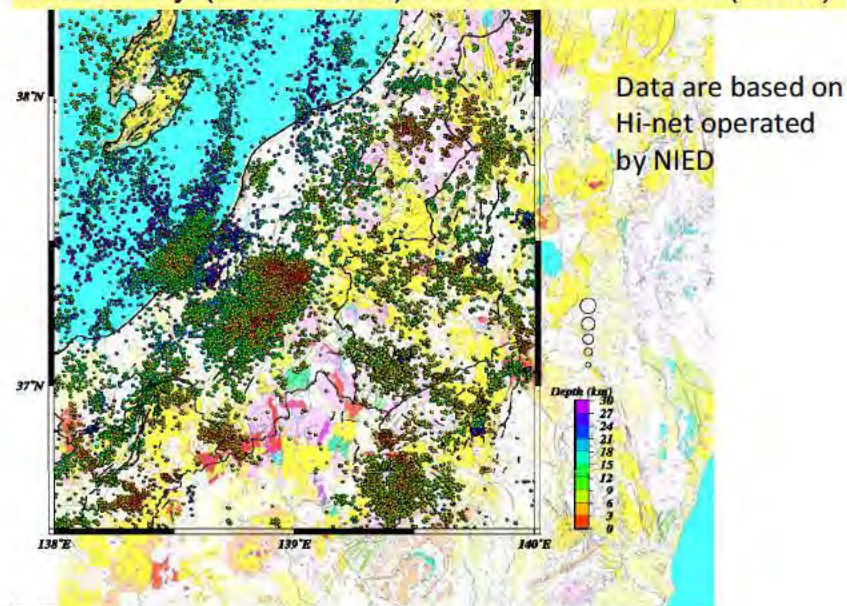 38°N
Data are based on
Hi-net operated
by NIED
37°N
Depth (km)
30
27
24
21
18
15
12
9
6
3
0
138°E
139°E
140°E